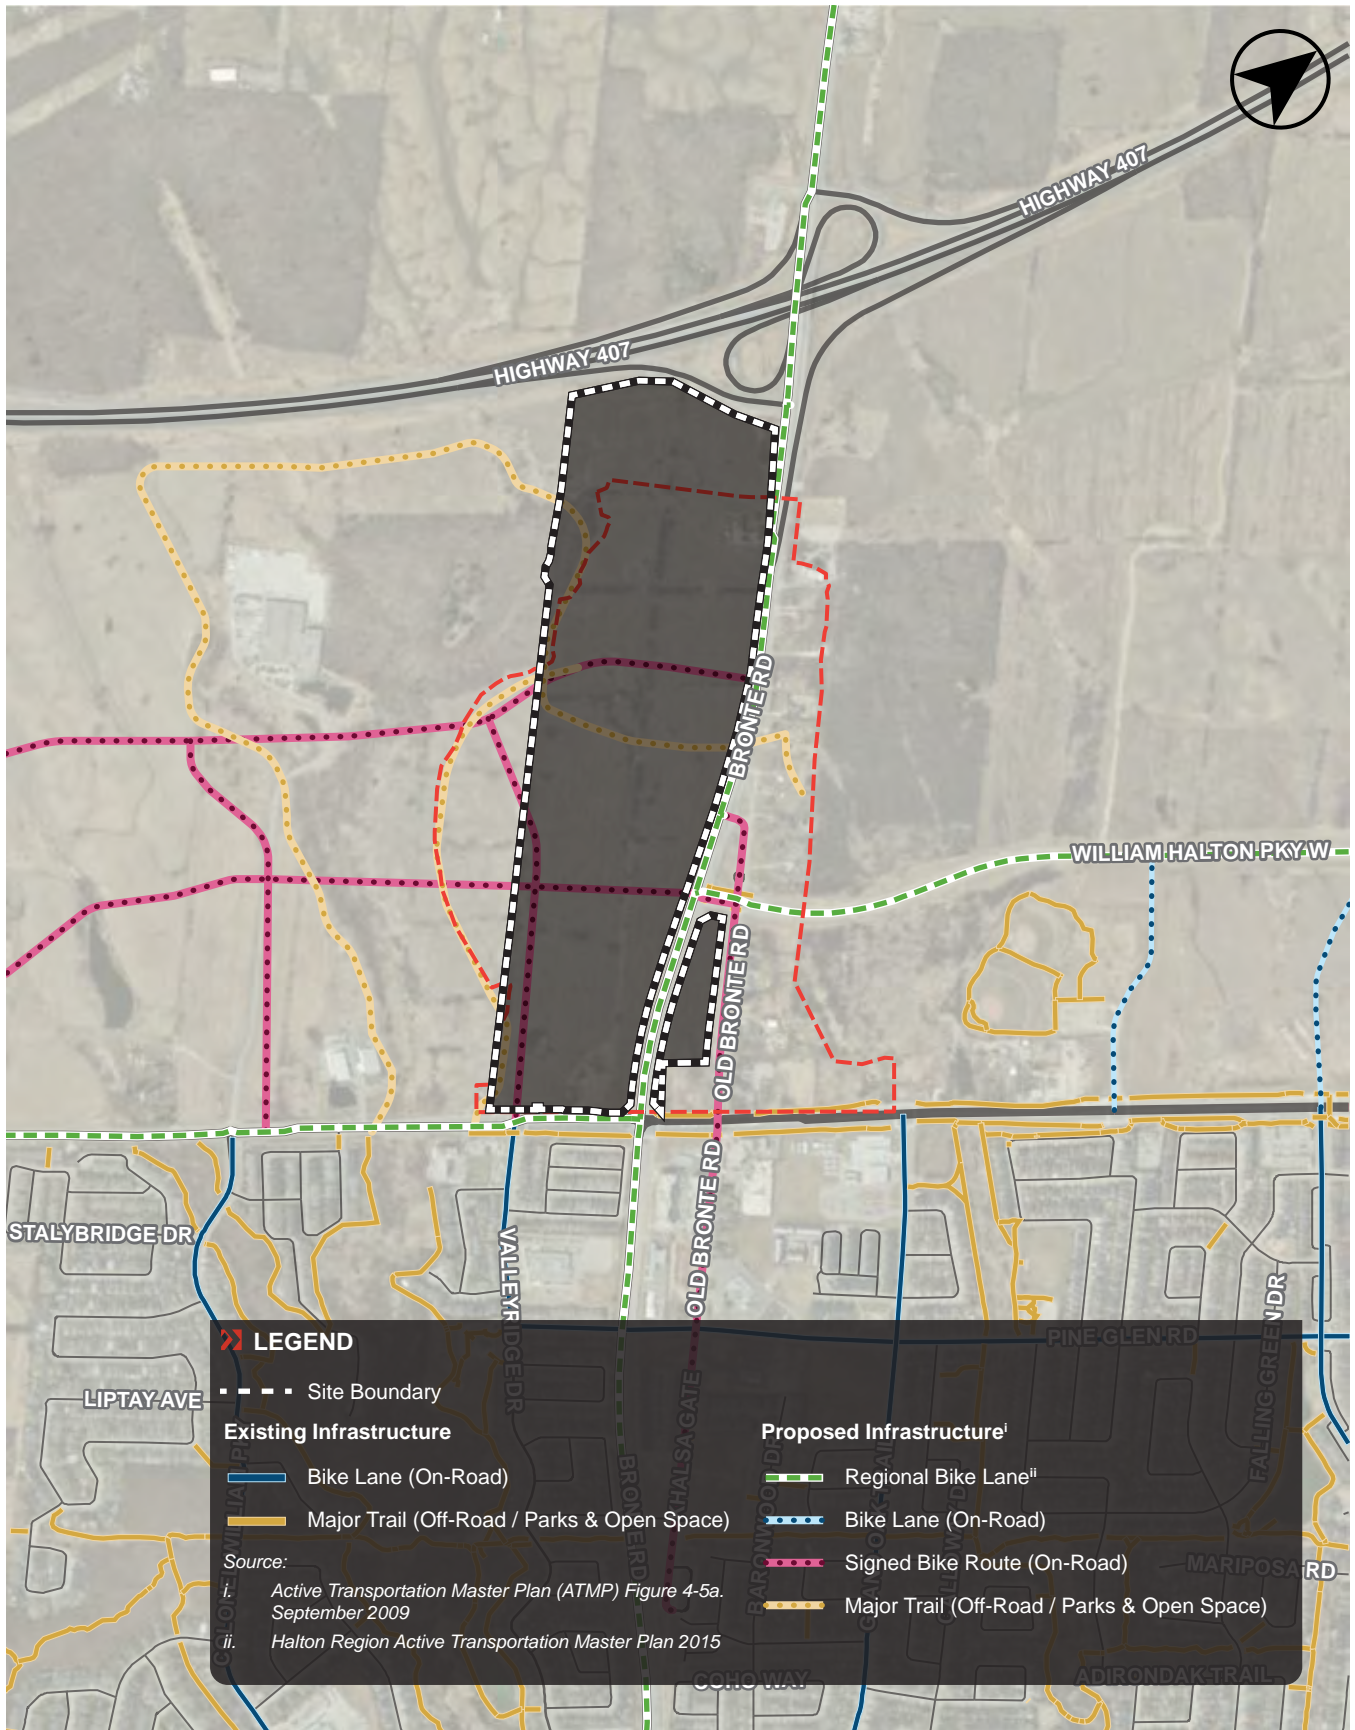 HIGHWAY 407
HIGHWAY 407
BRONTE RD
WILLIAM HALTON PKY W
OLD BRONTE RD
OLD BRONTE RD
STALYBRIDGE DR
VALLEYRIDGE DR
FALLING GREEN DR
PINE GLEN RD
LIPTAY AVE
KHALSA GATE
BRONTE RD
MARIPOSA RD
COHO WAY
ADIRONDAK TRAIL
LEGEND
Site Boundary
Existing Infrastructure
Bike Lane (On-Road)
Major Trail (Off-Road / Parks & Open Space)
Source:
i. Active Transportation Master Plan (ATMP) Figure 4-5a.
September 2009
ii. Halton Region Active Transportation Master Plan 2015
Proposed Infrastructureⁱ
Regional Bike Laneⁱⁱ
Bike Lane (On-Road)
Signed Bike Route (On-Road)
Major Trail (Off-Road / Parks & Open Space)